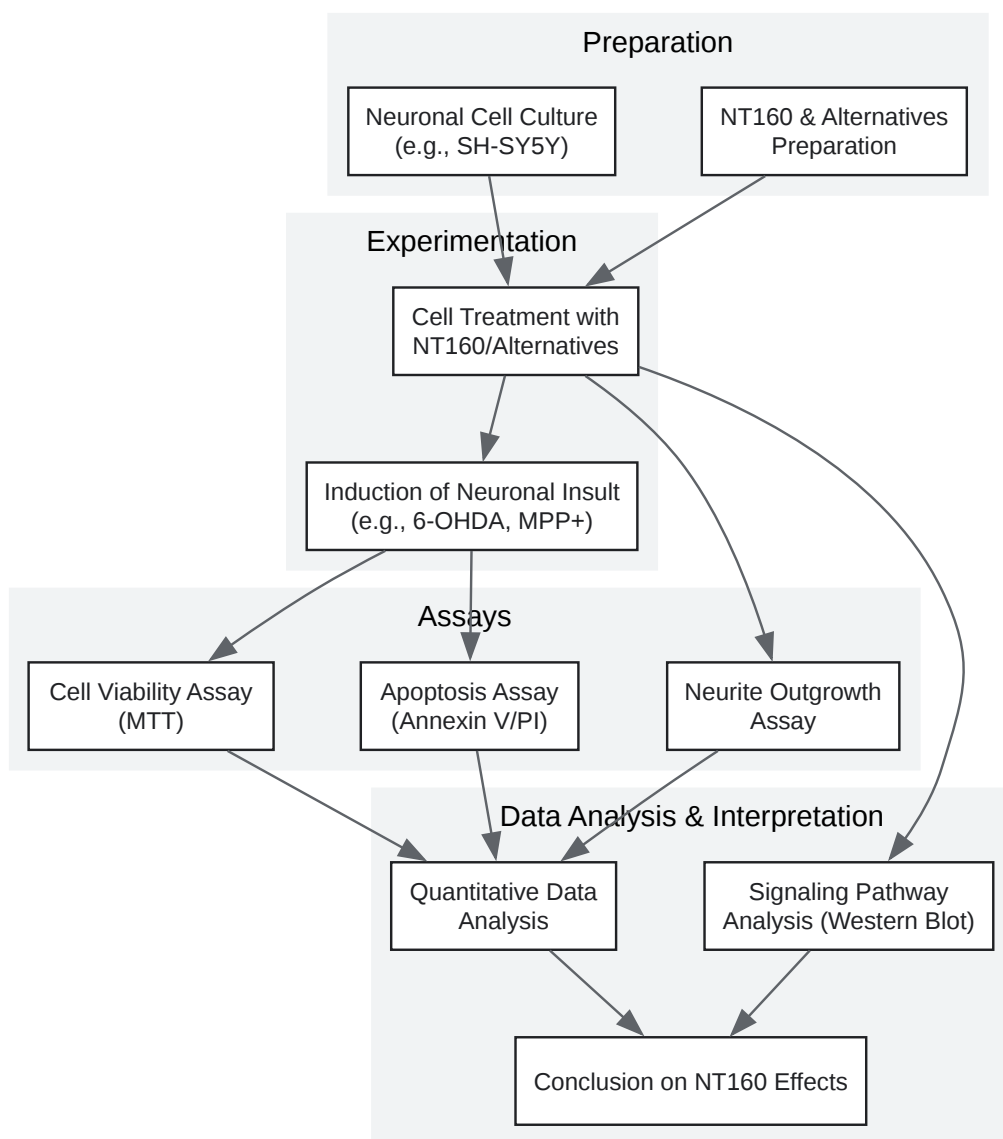 Preparation
Neuronal Cell Culture
(e.g., SH-SY5Y)
NT160 & Alternatives
Preparation
Experimentation
Cell Treatment with
NT160/Alternatives
Induction of Neuronal Insult
(e.g., 6-OHDA, MPP+)
Assays
Cell Viability Assay
(MTT)
Apoptosis Assay
(Annexin V/PI)
Neurite Outgrowth
Assay
Data Analysis & Interpretation
Quantitative Data
Analysis
Signaling Pathway
Analysis (Western Blot)
Conclusion on NT160 Effects